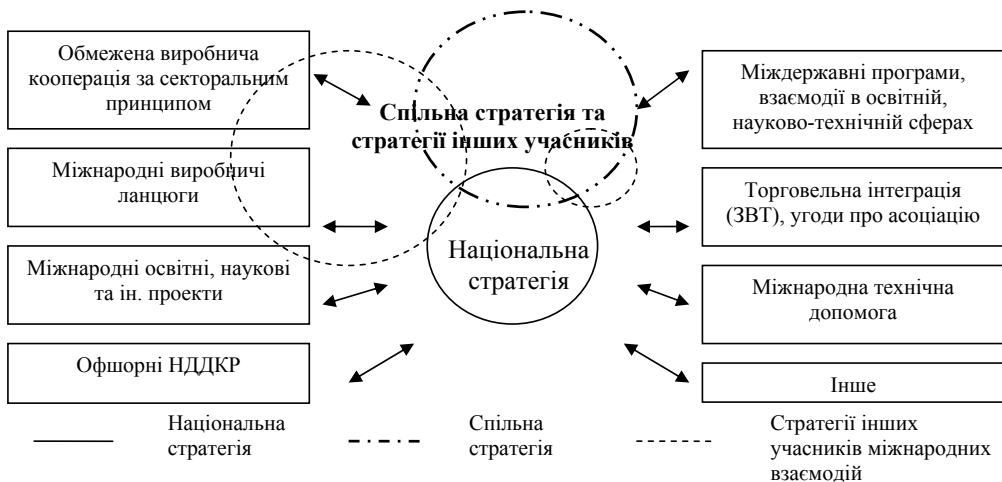 Обмежена виробнича
кооперація за секторальним
принципом
Міжнародні виробничі
ланцюги
Міжнародні освітні, наукові
та ін. проекти
Офшорні НДДКР
Спільна стратегія та
стратегії інших учасників
Національна
стратегія
Міждержавні програми,
взаємодії в освітній,
науково-технічній сферах
Торговельна інтеграція
(ЗВТ), угоди про асоціацію
Міжнародна технічна
допомога
Інше
Національна
стратегія
Спільна
стратегія
Стратегії інших
учасників міжнародних
взаємодій